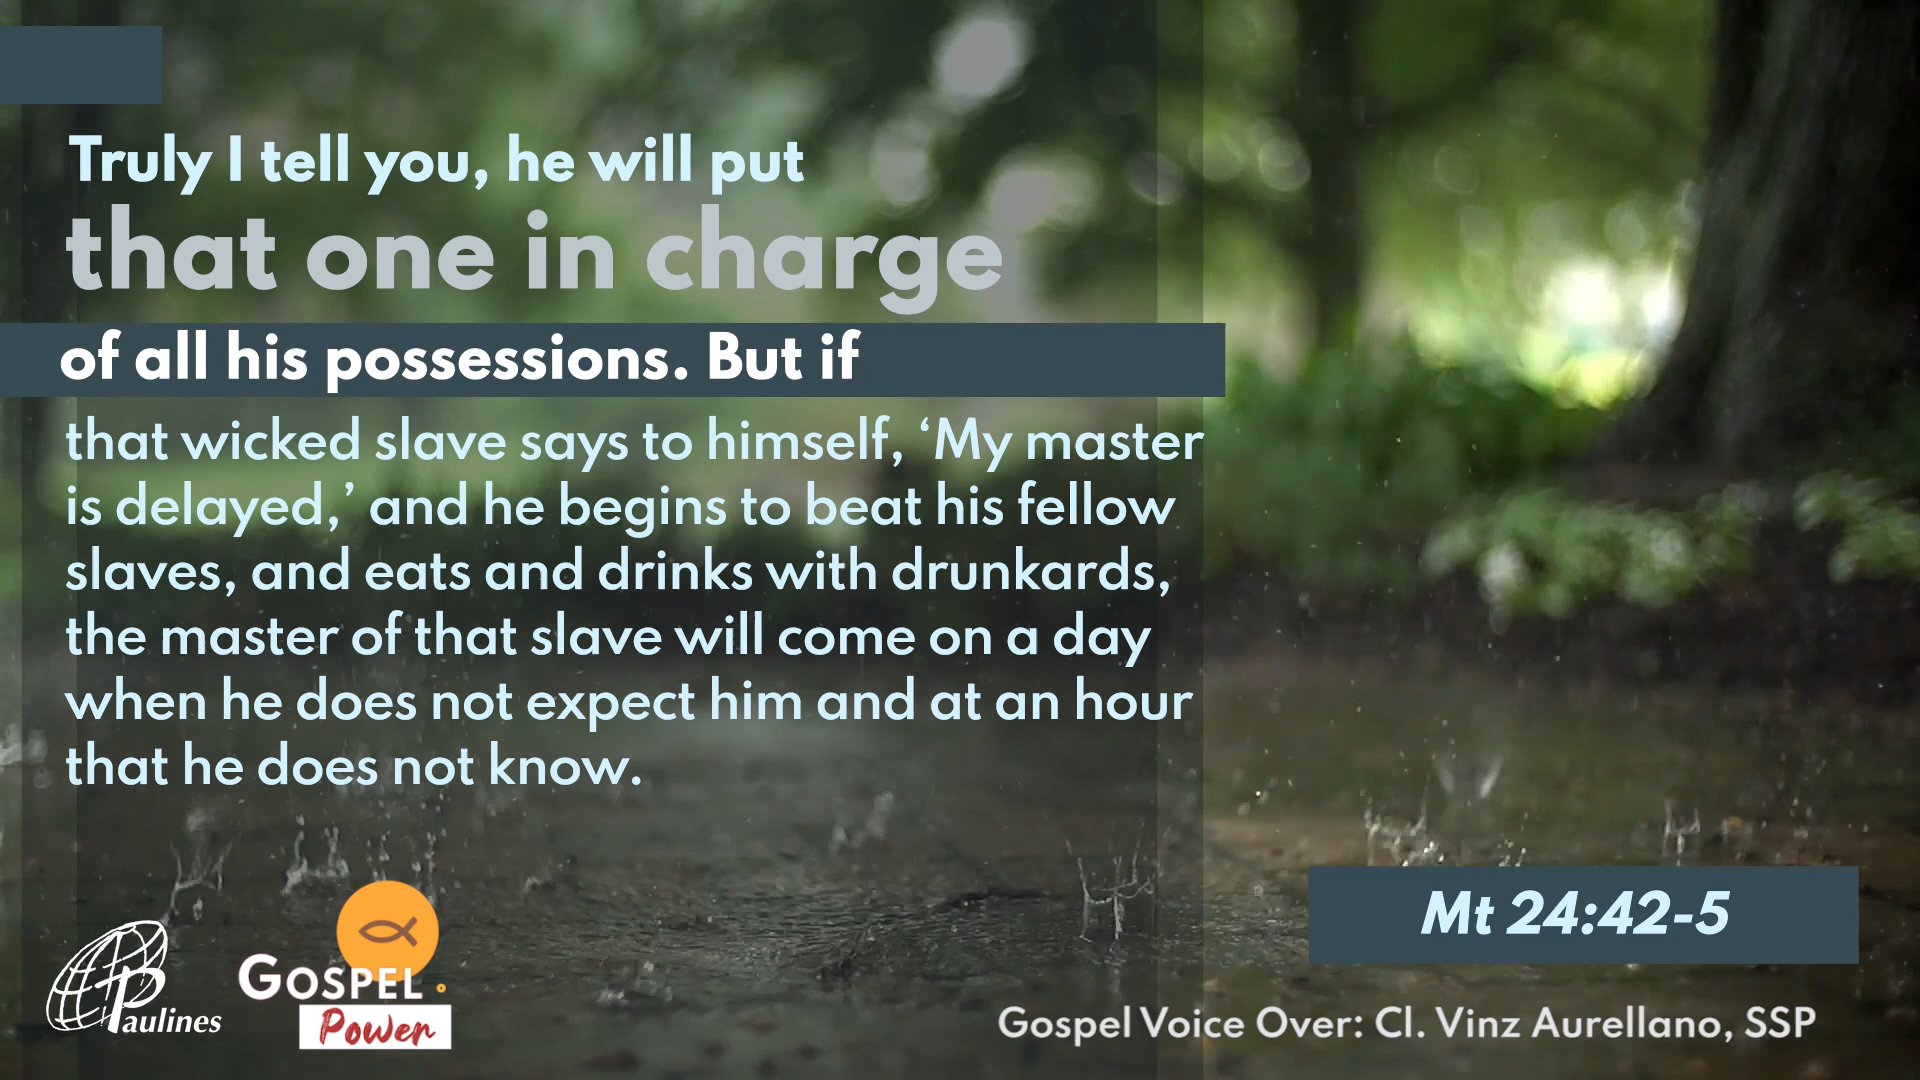 Truly I tell you, he will put
that one in charge
of all his possessions. But if
that wicked slave says to himself, ‘My master
is delayed,’ and he begins to beat his fellow
slaves, and eats and drinks with drunkards,
the master of that slave will come on a day
when he does not expect him and at an hour
that he does not know.
Mt 24:42-5
Paulines
GOSPEL
Power
Gospel Voice Over: Cl. Vinz Aurellano, SSP